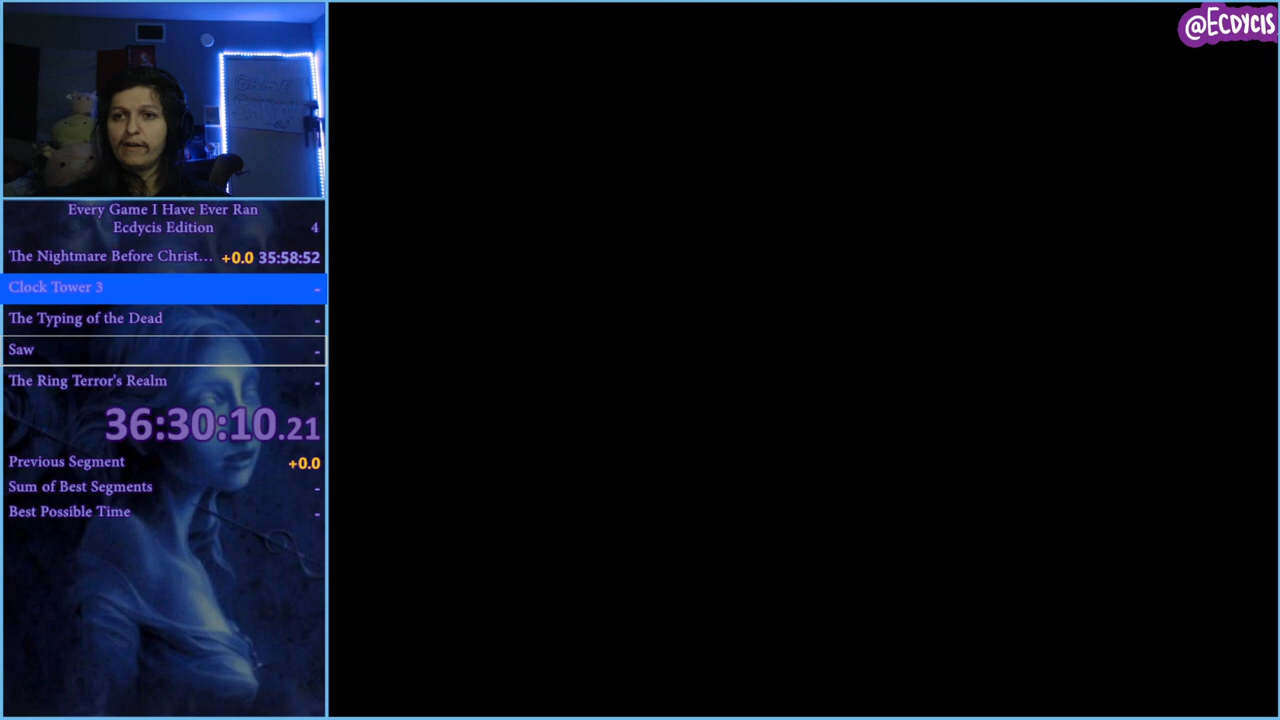 @ECDYCIS
Every Game I Have Ever Ran
Ecdycis Edition 4
The Nightmare Before Christ... +0.0 35:58:52
Clock Tower 3 -
The Typing of the Dead -
Saw -
The Ring Terror's Realm -
36:30:10.21
Previous Segment +0.0
Sum of Best Segments -
Best Possible Time -